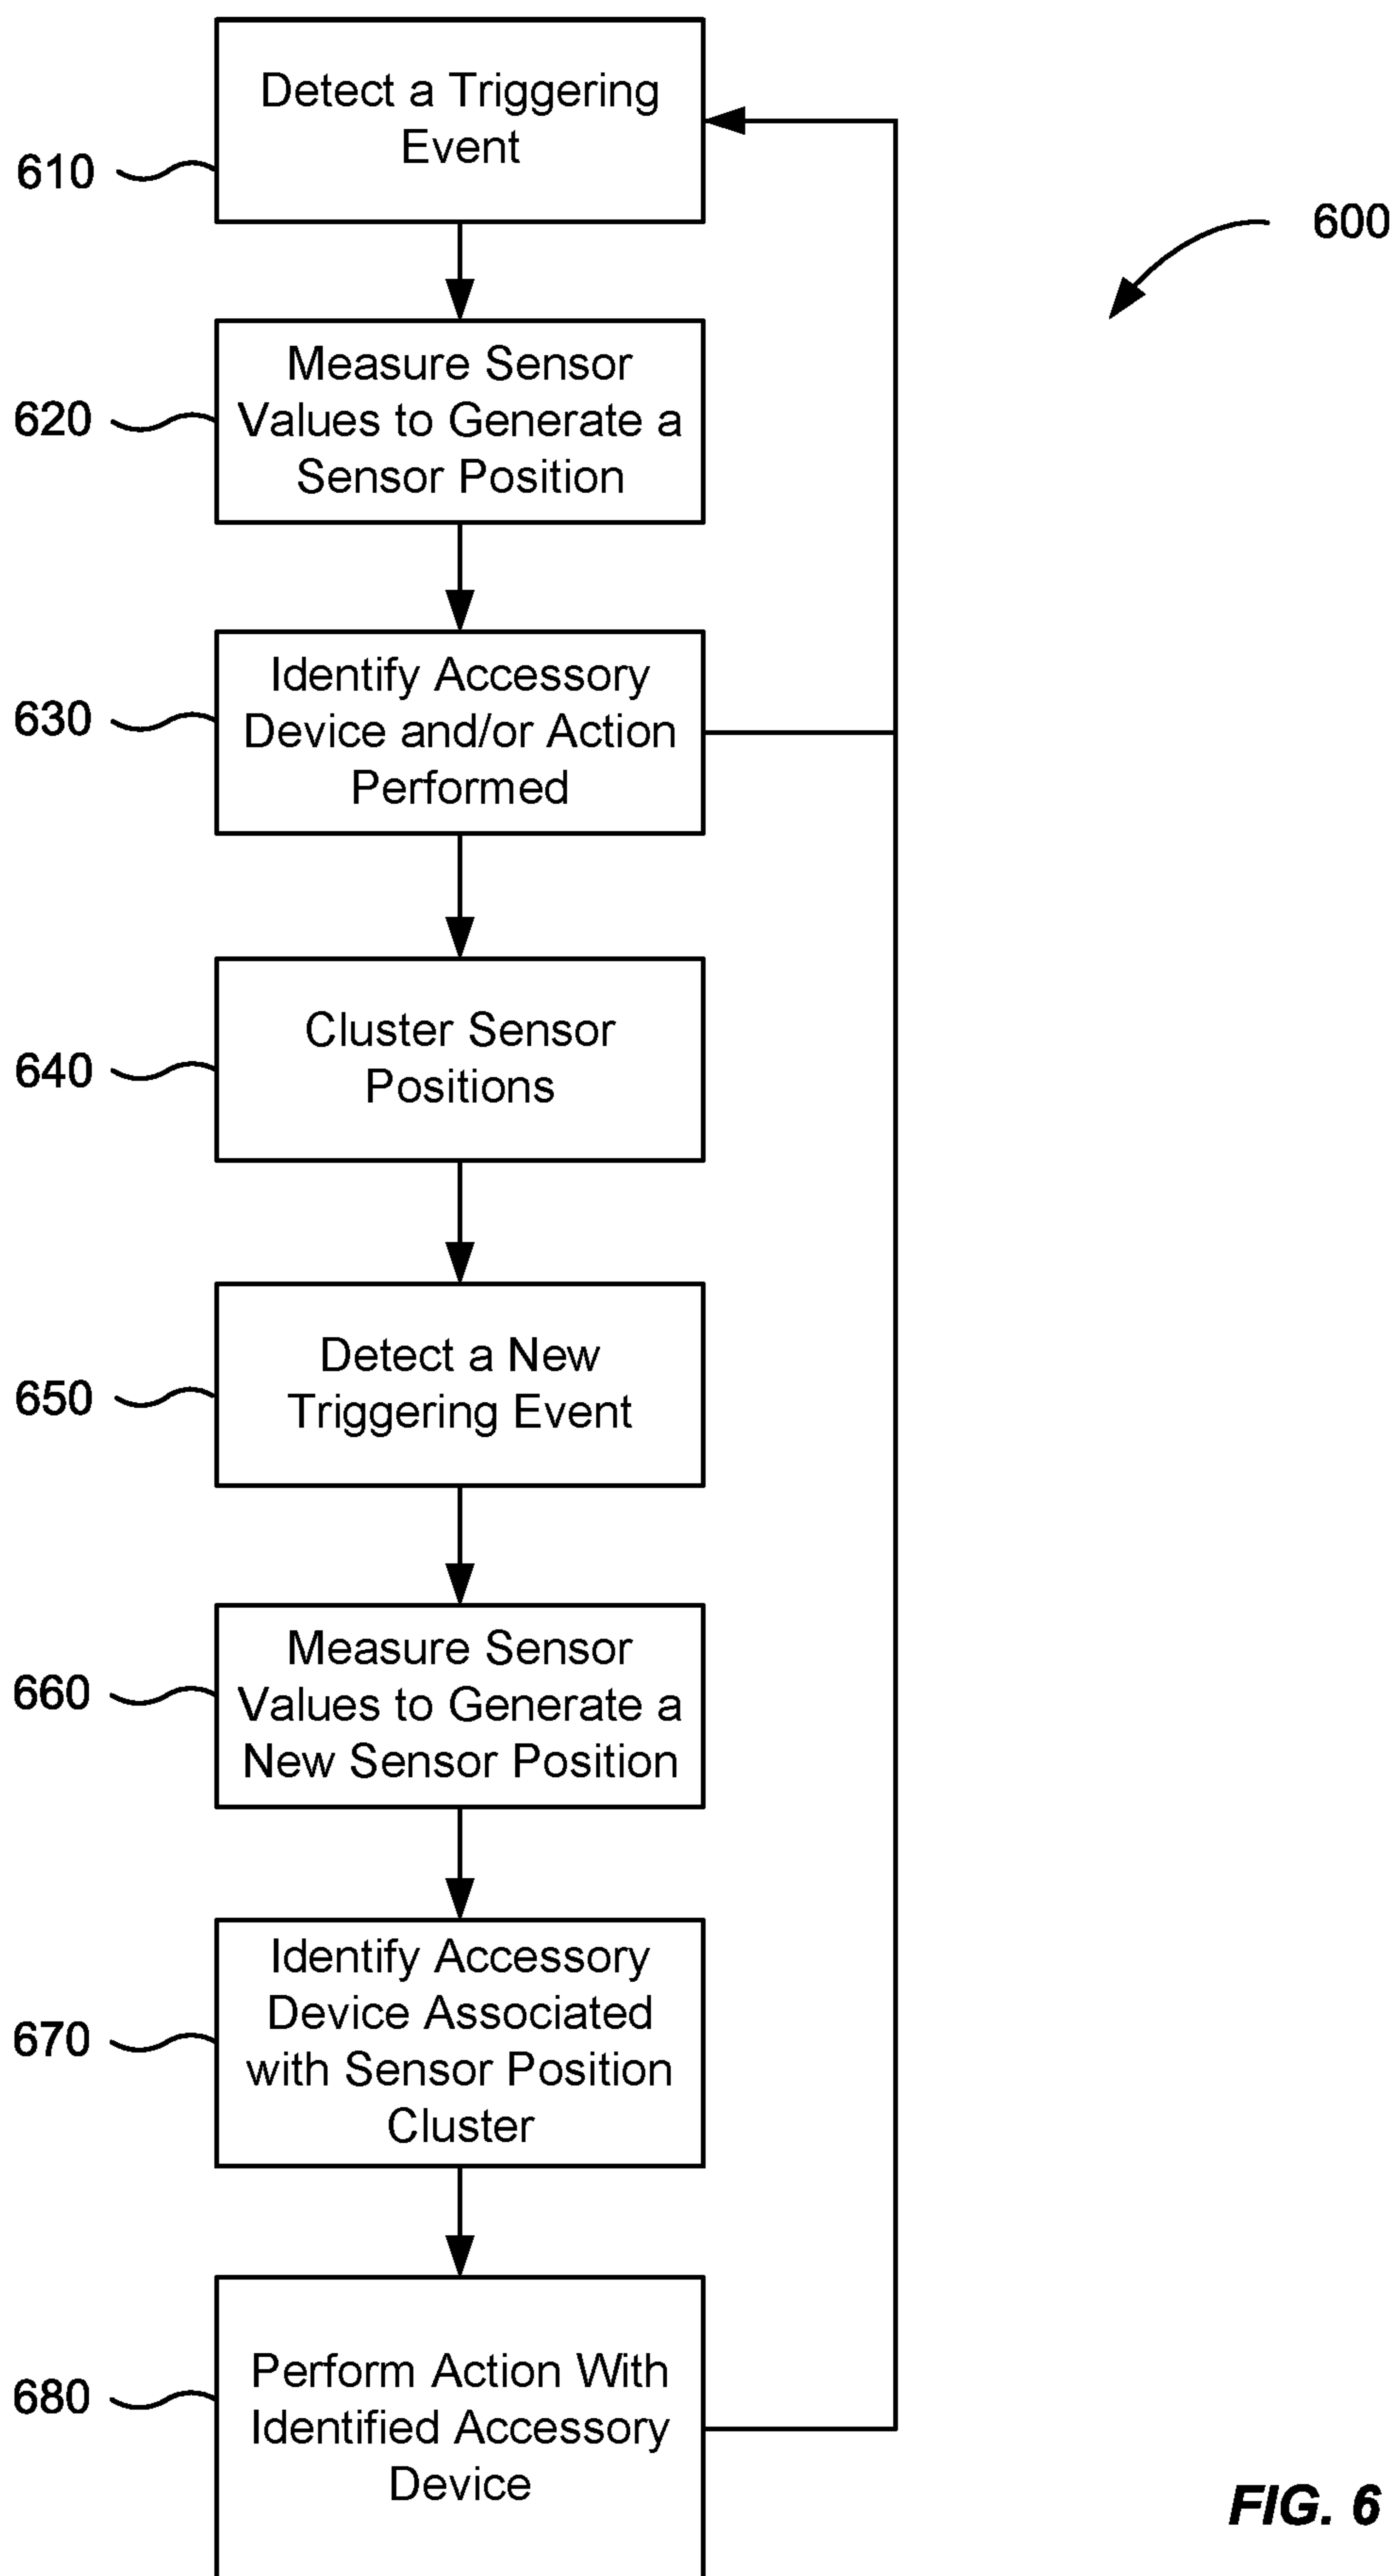 Detect a Triggering
Event
610
600
Measure Sensor
Values to Generate a
Sensor Position
620
Identify Accessory
Device and/or Action
Performed
630
Cluster Sensor
Positions
640
Detect a New
Triggering Event
650
Measure Sensor
Values to Generate a
New Sensor Position
660
Identify Accessory
Device Associated
with Sensor Position
Cluster
670
Perform Action With
Identified Accessory
Device
680
FIG. 6